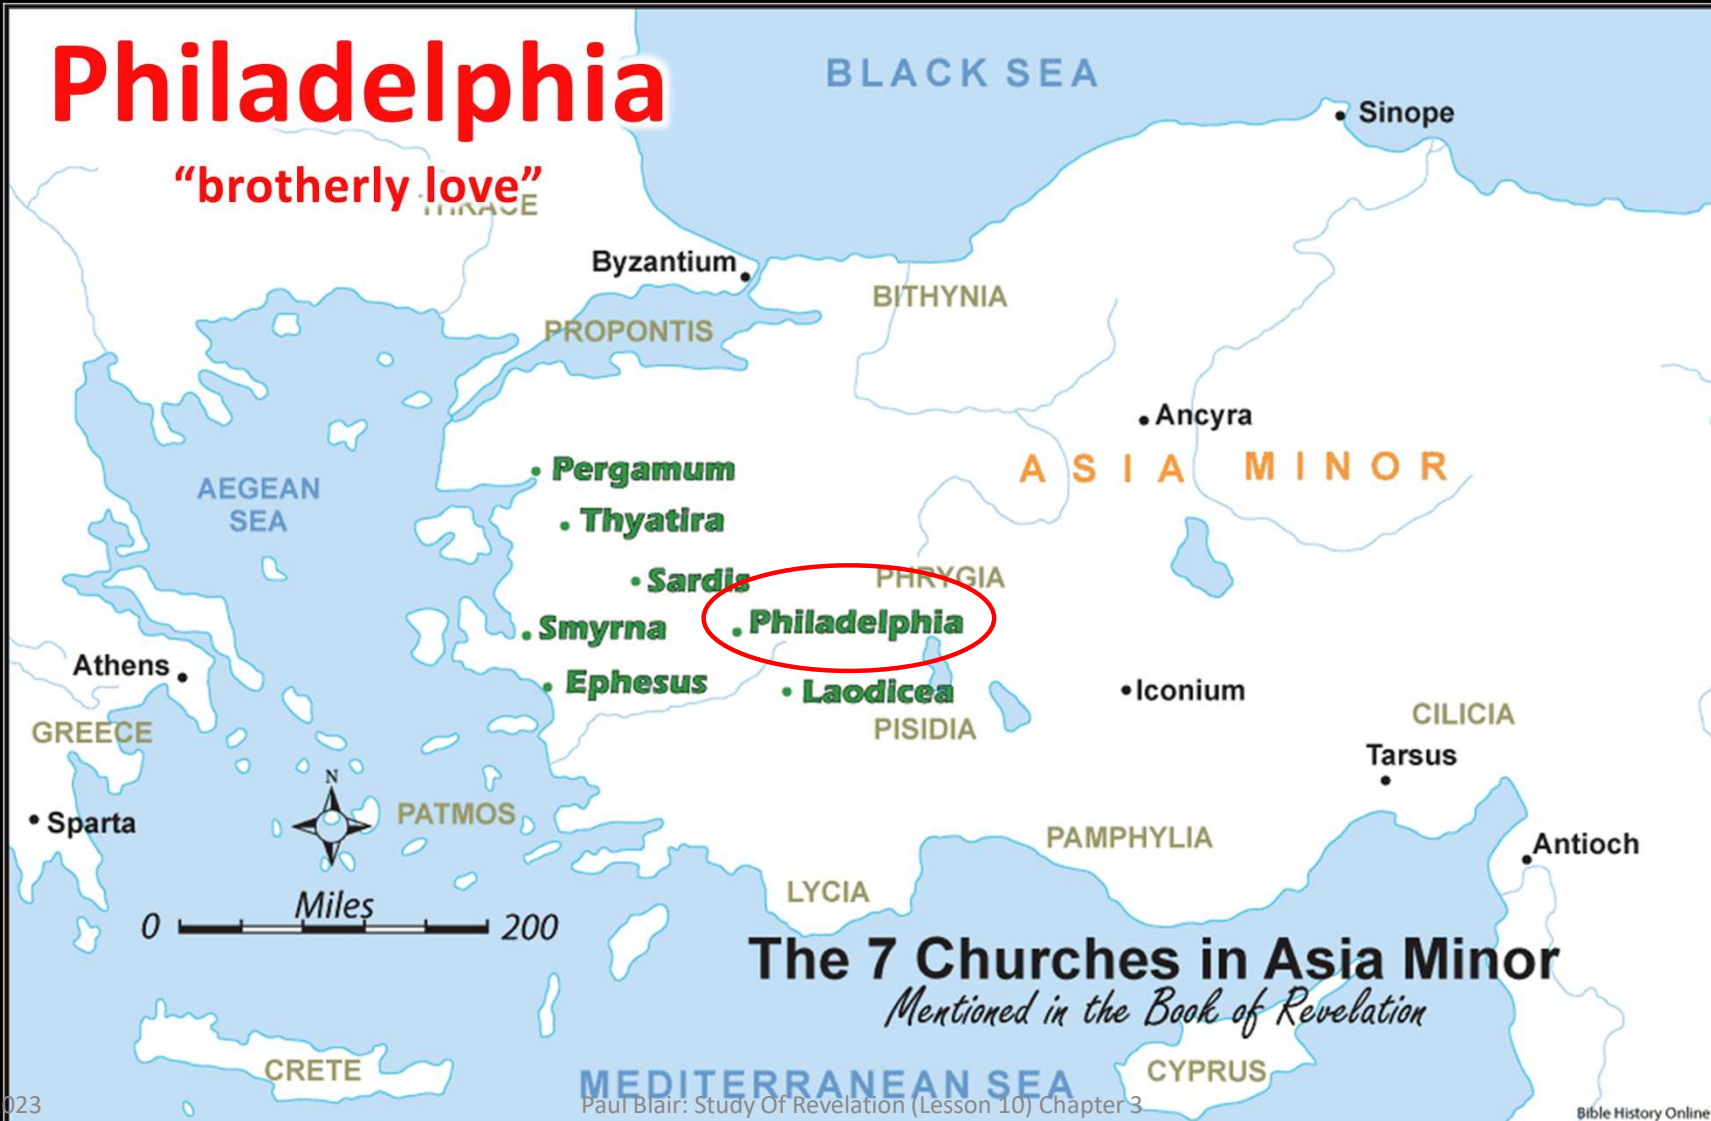 Philadelphia
“brotherly love”
THRACE
BLACK SEA
Sinope
Byzantium
BITHYNIA
PROPONTIS
Ancyra
ASIA MINOR
Pergamum
AEGEAN
SEA
Thyatira
Sardis
PHRYGIA
Philadelphia
Smyrna
Athens
Ephesus
Laodicea
Iconium
GREECE
PISIDIA
CILICIA
Tarsus
N
PATMOS
Sparta
PAMPHYLIA
Antioch
LYCIA
Miles
0 200
The 7 Churches in Asia Minor
Mentioned in the Book of Revelation
CRETE
CYPRUS
MEDITERRANEAN SEA
023
Paul Blair: Study Of Revelation (Lesson 10) Chapter 3
Bible History Online